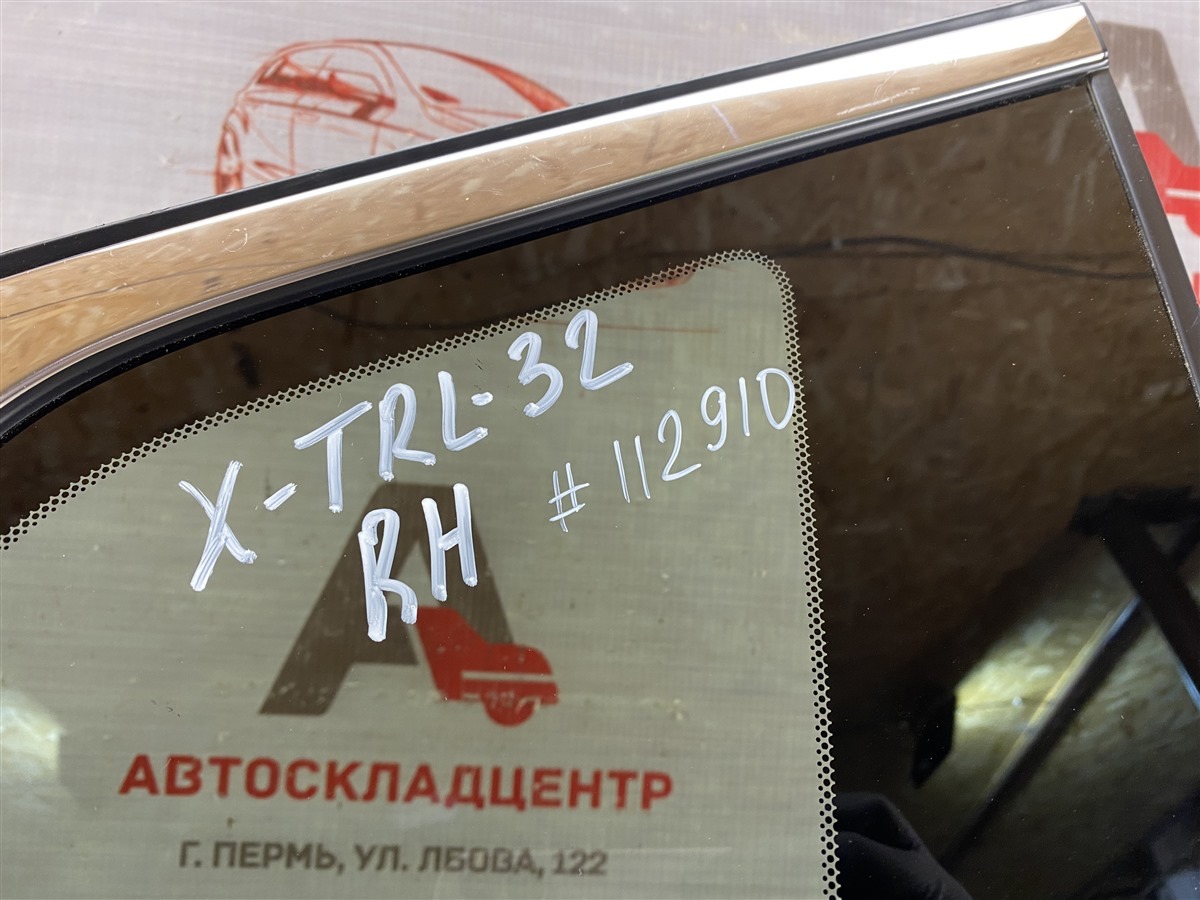 X-TRL-32
RH # 112910
АВТОСКЛАДЦЕНТР
Г. ПЕРМЬ, УЛ. ЛБОВА, 122